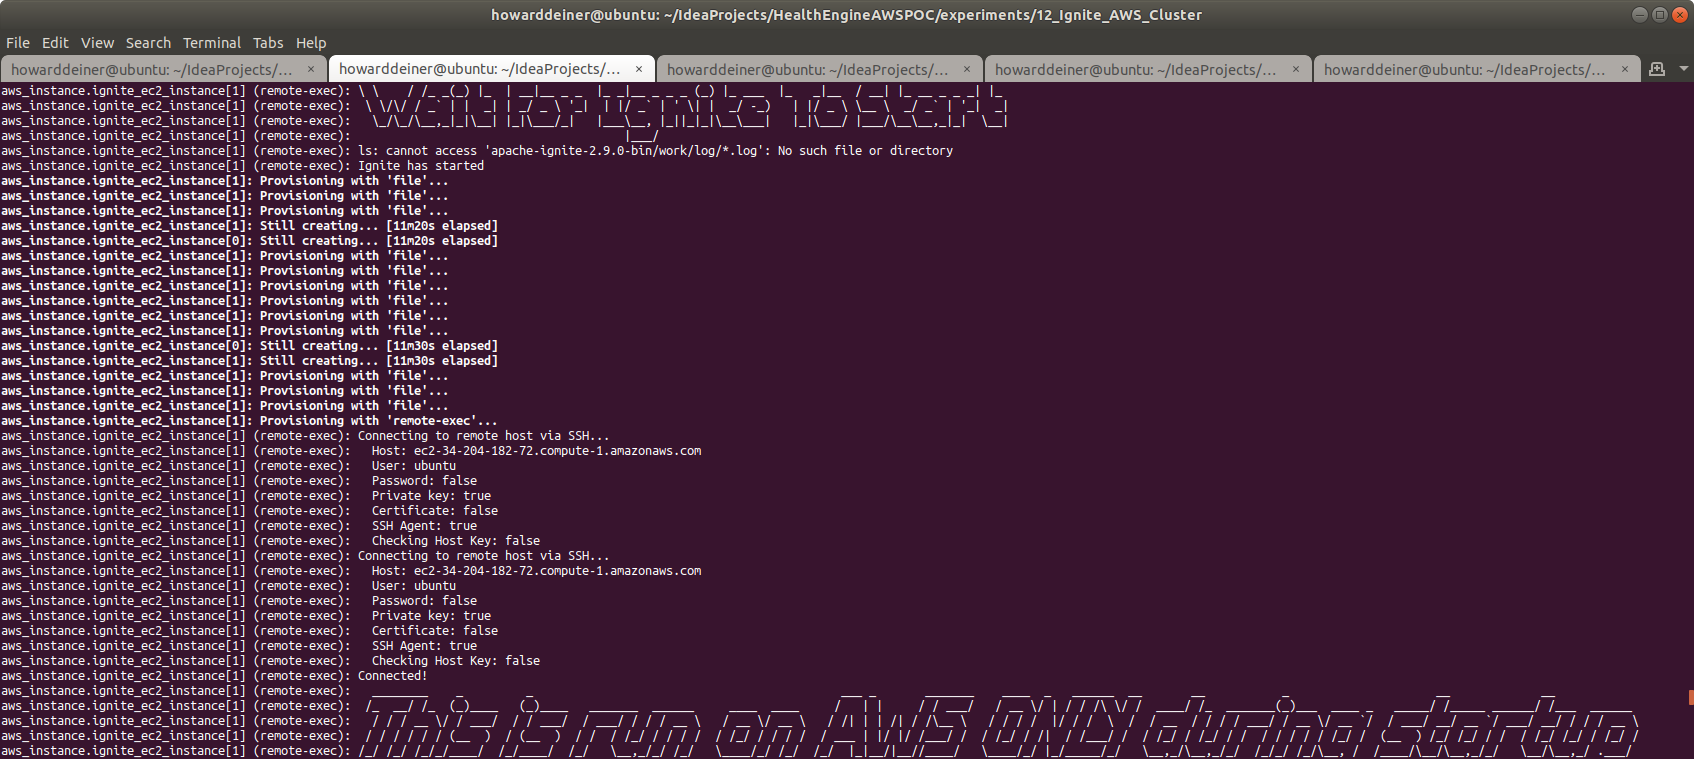 howarddeiner@ubuntu: ~/IdeaProjects/HealthEngineAWSPOC/experiments/12_Ignite_AWS_Cluster
File Edit View Search Terminal Tabs Help
howarddeiner@ubuntu: ~/IdeaProjects/... × howarddeiner@ubuntu: ~/IdeaProjects/... × howarddeiner@ubuntu: ~/IdeaProjects/... × howarddeiner@ubuntu: ~/IdeaProjects/... × howarddeiner@ubuntu: ~/IdeaProjects/... ×
aws_instance.ignite_ec2_instance[1] (remote-exec): Wait for Ignite To Start
aws_instance.ignite_ec2_instance[1] (remote-exec):
aws_instance.ignite_ec2_instance[1] (remote-exec):
aws_instance.ignite_ec2_instance[1] (remote-exec):
aws_instance.ignite_ec2_instance[1] (remote-exec): ls: cannot access 'apache-ignite-2.9.0-bin/work/log/*.log': No such file or directory
aws_instance.ignite_ec2_instance[1] (remote-exec): Ignite has started
aws_instance.ignite_ec2_instance[1]: Provisioning with 'file'...
aws_instance.ignite_ec2_instance[1]: Provisioning with 'file'...
aws_instance.ignite_ec2_instance[1]: Provisioning with 'file'...
aws_instance.ignite_ec2_instance[1]: Still creating... [11m20s elapsed]
aws_instance.ignite_ec2_instance[0]: Still creating... [11m20s elapsed]
aws_instance.ignite_ec2_instance[1]: Provisioning with 'file'...
aws_instance.ignite_ec2_instance[1]: Provisioning with 'file'...
aws_instance.ignite_ec2_instance[1]: Provisioning with 'file'...
aws_instance.ignite_ec2_instance[1]: Provisioning with 'file'...
aws_instance.ignite_ec2_instance[1]: Provisioning with 'file'...
aws_instance.ignite_ec2_instance[1]: Provisioning with 'file'...
aws_instance.ignite_ec2_instance[0]: Still creating... [11m30s elapsed]
aws_instance.ignite_ec2_instance[1]: Still creating... [11m30s elapsed]
aws_instance.ignite_ec2_instance[1]: Provisioning with 'file'...
aws_instance.ignite_ec2_instance[1]: Provisioning with 'file'...
aws_instance.ignite_ec2_instance[1]: Provisioning with 'file'...
aws_instance.ignite_ec2_instance[1]: Provisioning with 'remote-exec'...
aws_instance.ignite_ec2_instance[1] (remote-exec): Connecting to remote host via SSH...
aws_instance.ignite_ec2_instance[1] (remote-exec):   Host: ec2-34-204-182-72.compute-1.amazonaws.com
aws_instance.ignite_ec2_instance[1] (remote-exec):   User: ubuntu
aws_instance.ignite_ec2_instance[1] (remote-exec):   Password: false
aws_instance.ignite_ec2_instance[1] (remote-exec):   Private key: true
aws_instance.ignite_ec2_instance[1] (remote-exec):   Certificate: false
aws_instance.ignite_ec2_instance[1] (remote-exec):   SSH Agent: true
aws_instance.ignite_ec2_instance[1] (remote-exec):   Checking Host Key: false
aws_instance.ignite_ec2_instance[1] (remote-exec): Connecting to remote host via SSH...
aws_instance.ignite_ec2_instance[1] (remote-exec):   Host: ec2-34-204-182-72.compute-1.amazonaws.com
aws_instance.ignite_ec2_instance[1] (remote-exec):   User: ubuntu
aws_instance.ignite_ec2_instance[1] (remote-exec):   Password: false
aws_instance.ignite_ec2_instance[1] (remote-exec):   Private key: true
aws_instance.ignite_ec2_instance[1] (remote-exec):   Certificate: false
aws_instance.ignite_ec2_instance[1] (remote-exec):   SSH Agent: true
aws_instance.ignite_ec2_instance[1] (remote-exec):   Checking Host Key: false
aws_instance.ignite_ec2_instance[1] (remote-exec): Connected!
aws_instance.ignite_ec2_instance[1] (remote-exec):
aws_instance.ignite_ec2_instance[1] (remote-exec):
aws_instance.ignite_ec2_instance[1] (remote-exec):
aws_instance.ignite_ec2_instance[1] (remote-exec):
aws_instance.ignite_ec2_instance[1] (remote-exec):